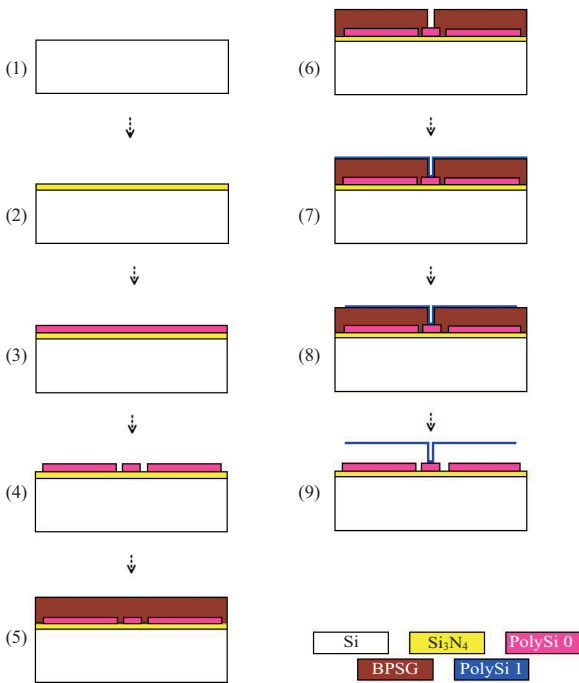 (1)
(2)
(3)
(4)
(5)
(6)
(7)
(8)
(9)
Si
Si₃N₄
PolySi 0
BPSG
PolySi 1